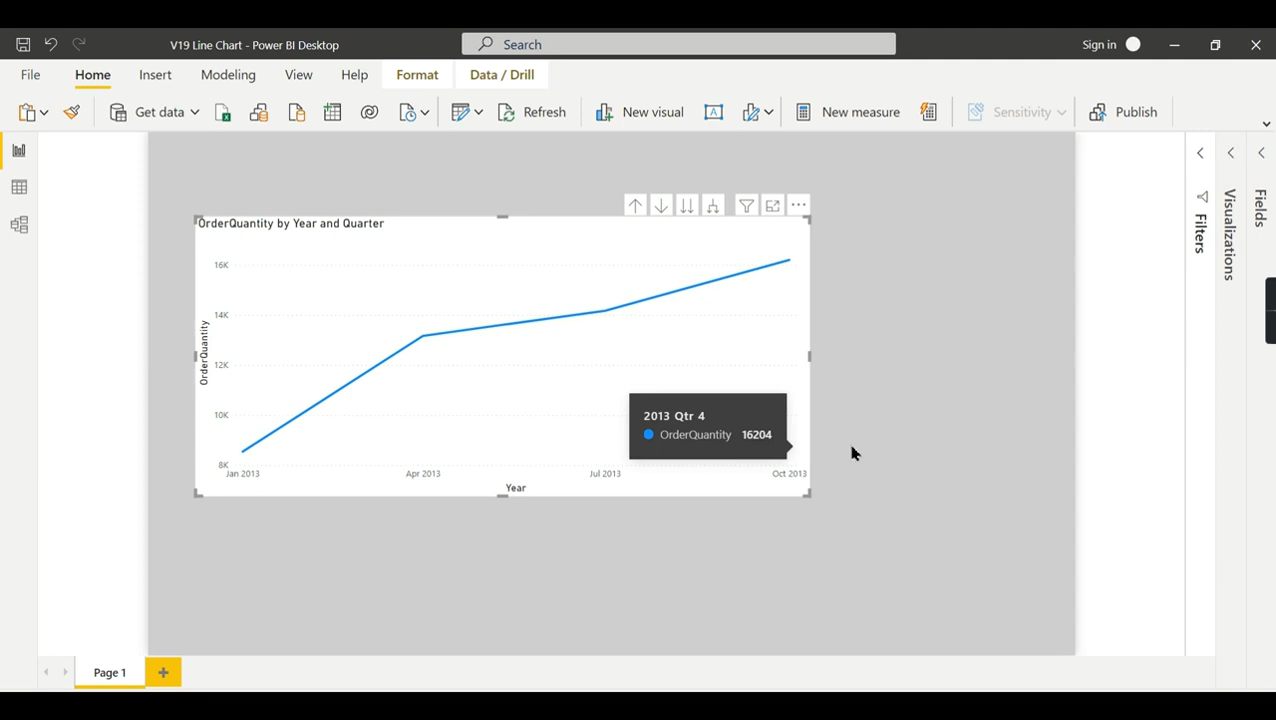 V19 Line Chart - Power BI Desktop
Search
Sign in
File Home Insert Modeling View Help Format Data / Drill
Get data Refresh New visual A New measure Sensitivity Publish
OrderQuantity by Year and Quarter
16K
14K
12K
10K
8K
OrderQuantity
2013 Qtr 4
OrderQuantity 16204
Jan 2013 Apr 2013 Jul 2013 Oct 2013
Year
Filters
Visualizations
Fields
Page 1